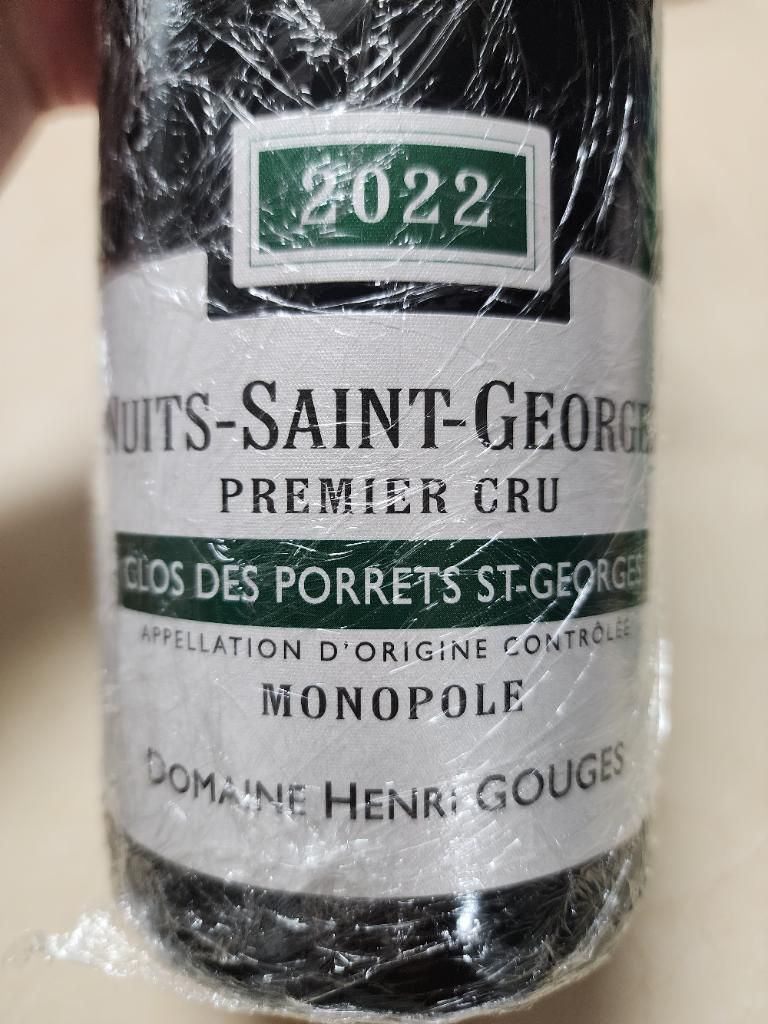 2022
NUITS-SAINT-GEORGES
PREMIER CRU
CLOS DES PORRETS ST-GEORGES
APPELLATION D'ORIGINE CONTRÔLÉE
MONOPOLE
DOMAINE HENRI GOUGES